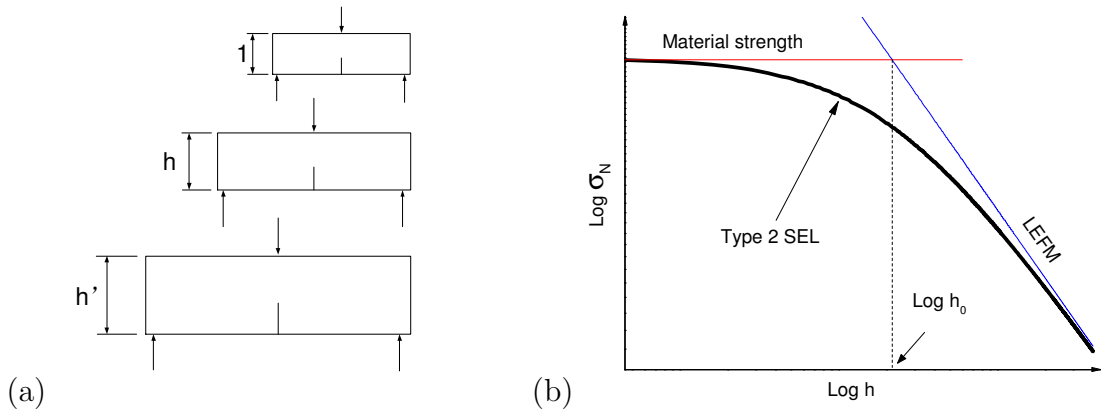 1
h
h'
(a)
Material strength
Log σN
Type 2 SEL
LEFM
Log h0
Log h
(b)